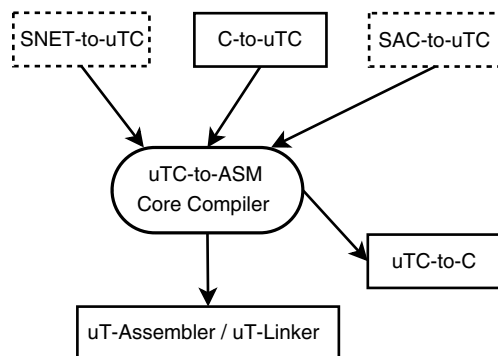 SNET-to-uTC
C-to-uTC
SAC-to-uTC
uTC-to-ASM
Core Compiler
uTC-to-C
uT-Assembler / uT-Linker